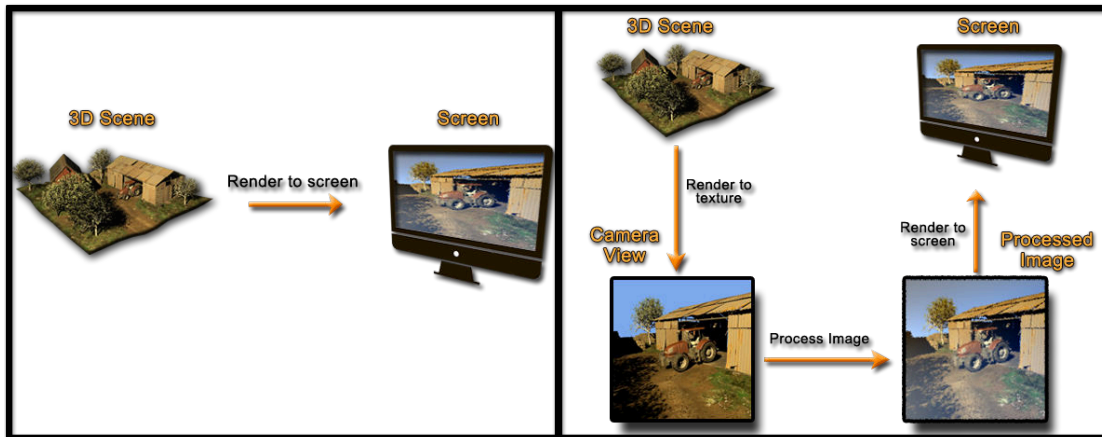 3D Scene
Screen
Render to screen
3D Scene
Screen
Render to
texture
Camera
View
Render to
screen
Processed
Image
Process Image